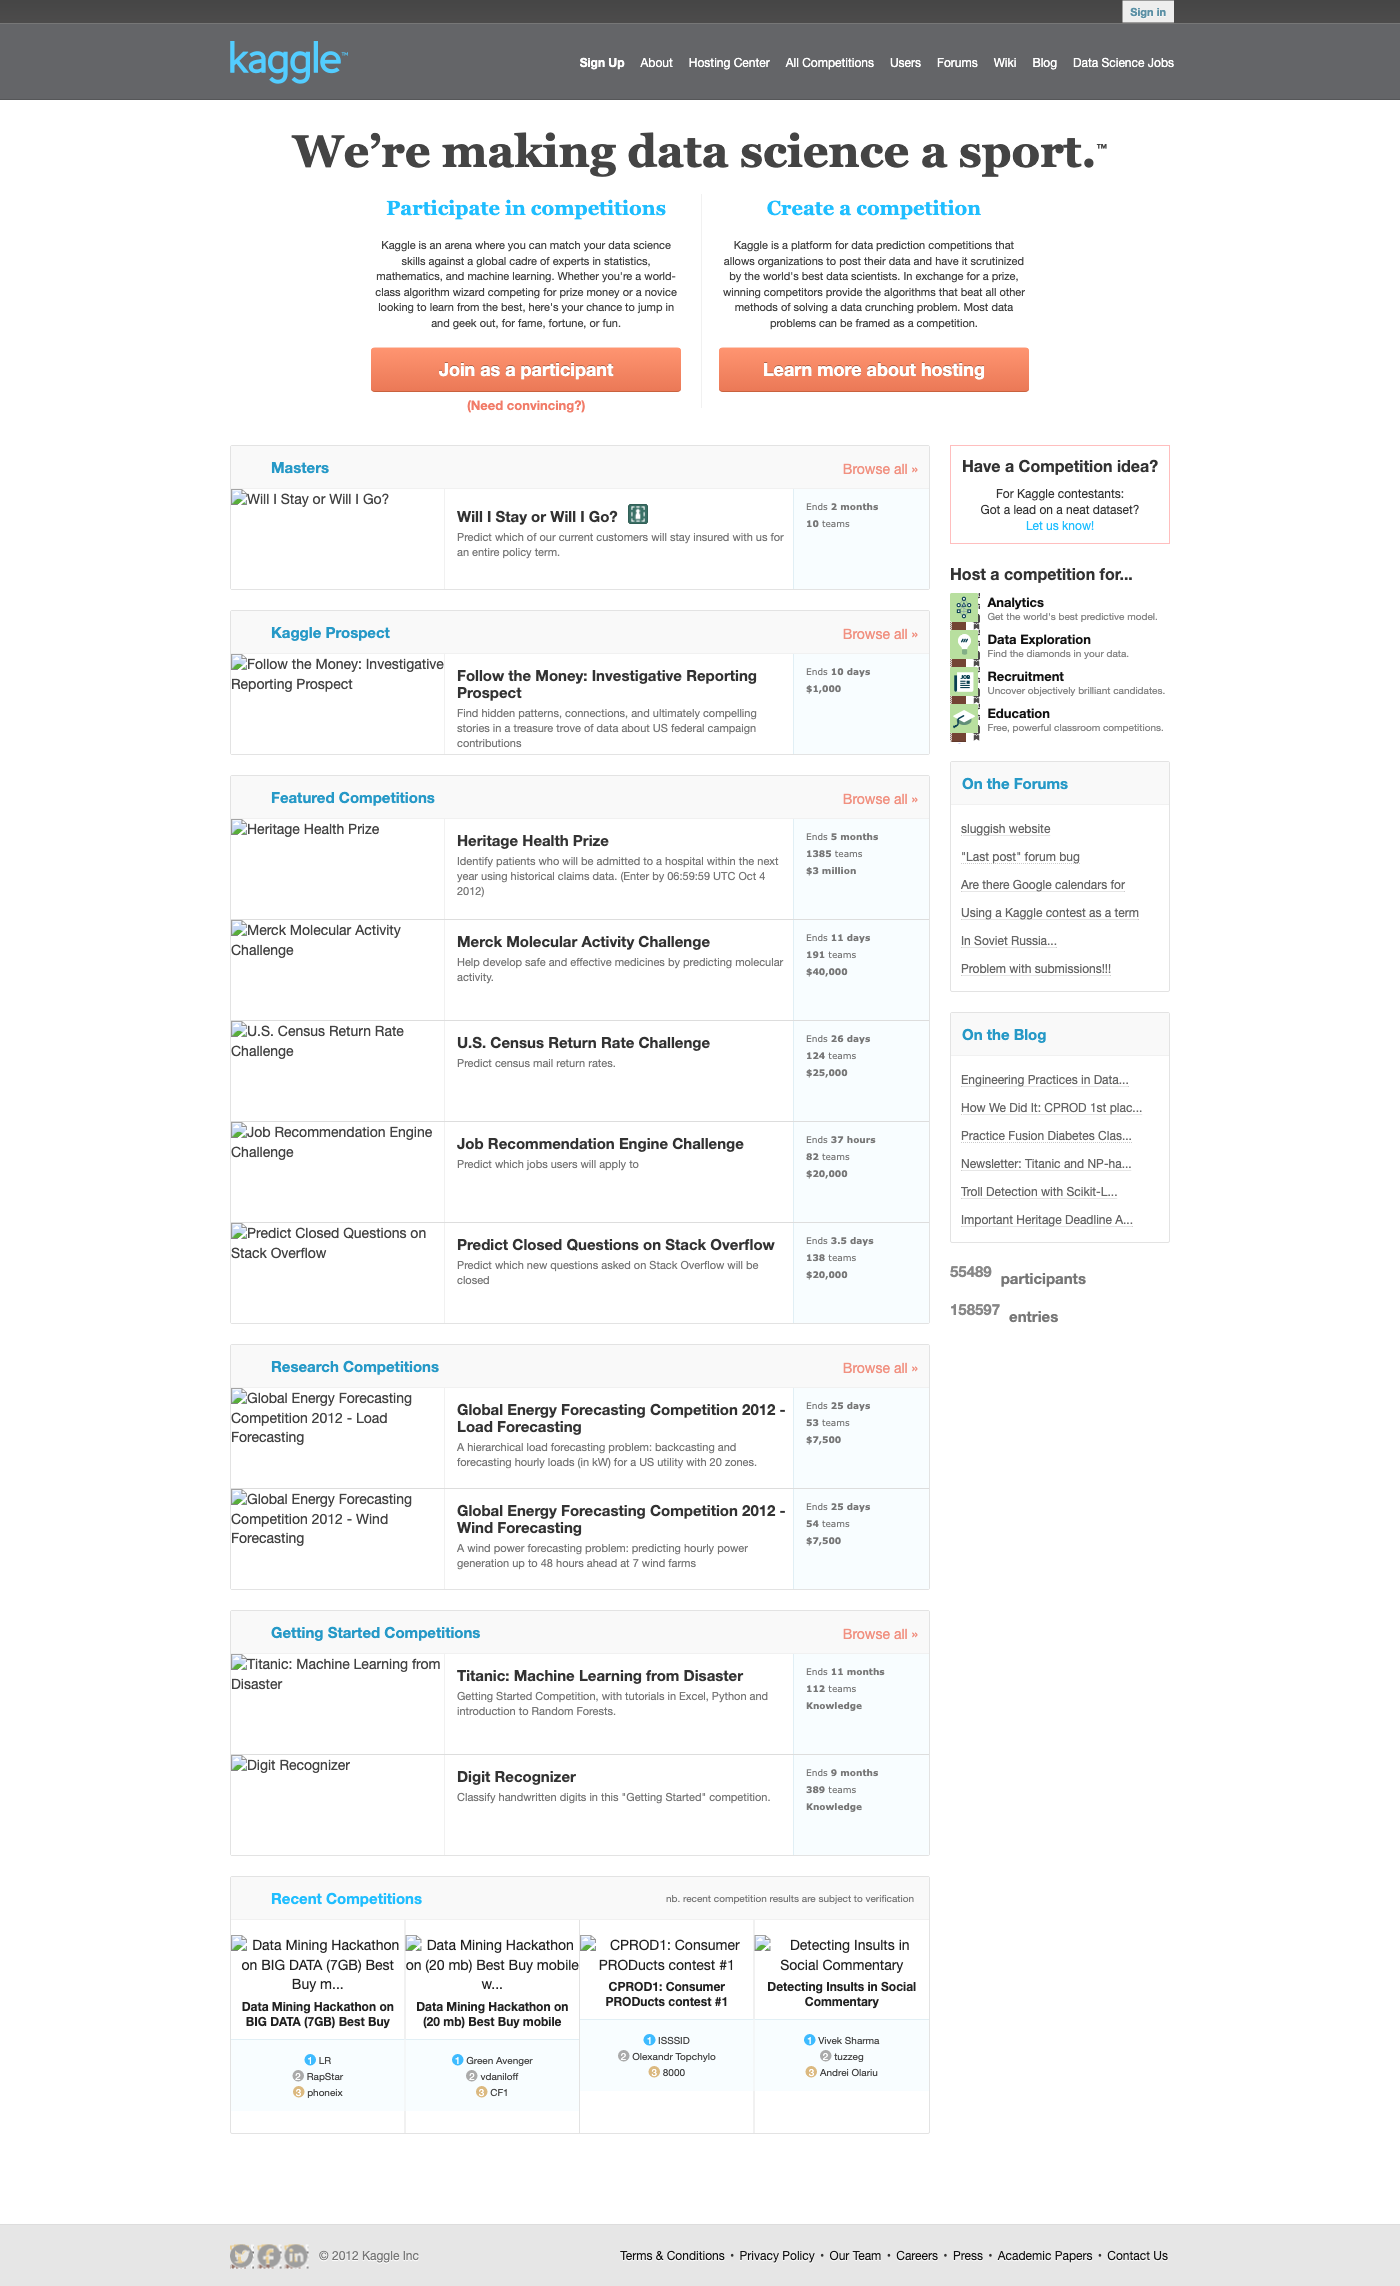 Sign in
kaggle™
Sign Up About Hosting Center All Competitions Users Forums Wiki Blog Data Science Jobs
We're making data science a sport.™
Participate in competitions
Kaggle is an arena where you can match your data science
skills against a global cadre of experts in statistics,
mathematics, and machine learning. Whether you're a world-
class algorithm wizard competing for prize money or a novice
looking to learn from the best, here's your chance to jump in
and geek out, for fame, fortune, or fun.
Join as a participant
(Need convincing?)
Create a competition
Kaggle is a platform for data prediction competitions that
allows organizations to post their data and have it scrutinized
by the world's best data scientists. In exchange for a prize,
winning competitors provide the algorithms that beat all other
methods of solving a data crunching problem. Most data
problems can be framed as a competition.
Learn more about hosting
Masters
Browse all »
Will I Stay or Will I Go?
Will I Stay or Will I Go?
Predict which of our current customers will stay insured with us for
an entire policy term.
Ends 2 months
10 teams
Kaggle Prospect
Browse all »
Follow the Money: Investigative
Reporting Prospect
Follow the Money: Investigative Reporting
Prospect
Find hidden patterns, connections, and ultimately compelling
stories in a treasure trove of data about US federal campaign
contributions
Ends 10 days
$1,000
Featured Competitions
Browse all »
Heritage Health Prize
Heritage Health Prize
Identify patients who will be admitted to a hospital within the next
year using historical claims data. (Enter by 06:59:59 UTC Oct 4
2012)
Ends 5 months
1385 teams
$3 million
Merck Molecular Activity
Challenge
Merck Molecular Activity Challenge
Help develop safe and effective medicines by predicting molecular
activity.
Ends 11 days
191 teams
$40,000
U.S. Census Return Rate
Challenge
U.S. Census Return Rate Challenge
Predict census mail return rates.
Ends 26 days
124 teams
$25,000
Job Recommendation Engine
Challenge
Job Recommendation Engine Challenge
Predict which jobs users will apply to
Ends 37 hours
82 teams
$20,000
Predict Closed Questions on
Stack Overflow
Predict Closed Questions on Stack Overflow
Predict which new questions asked on Stack Overflow will be
closed
Ends 3.5 days
138 teams
$20,000
Research Competitions
Browse all »
Global Energy Forecasting
Competition 2012 - Load
Forecasting
Global Energy Forecasting Competition 2012 -
Load Forecasting
A hierarchical load forecasting problem: backcasting and
forecasting hourly loads (in kW) for a US utility with 20 zones.
Ends 25 days
53 teams
$7,500
Global Energy Forecasting
Competition 2012 - Wind
Forecasting
Global Energy Forecasting Competition 2012 -
Wind Forecasting
A wind power forecasting problem: predicting hourly power
generation up to 48 hours ahead at 7 wind farms
Ends 25 days
54 teams
$7,500
Getting Started Competitions
Browse all »
Titanic: Machine Learning from
Disaster
Titanic: Machine Learning from Disaster
Getting Started Competition, with tutorials in Excel, Python and
introduction to Random Forests.
Ends 11 months
112 teams
Knowledge
Digit Recognizer
Digit Recognizer
Classify handwritten digits in this "Getting Started" competition.
Ends 9 months
389 teams
Knowledge
Recent Competitions
nb. recent competition results are subject to verification
Data Mining Hackathon
on BIG DATA (7GB) Best
Buy m...
Data Mining Hackathon on
BIG DATA (7GB) Best Buy
1 LR
2 RapStar
3 phoneix
Data Mining Hackathon
on (20 mb) Best Buy mobile
w...
Data Mining Hackathon on
(20 mb) Best Buy mobile
1 Green Avenger
2 vdaniloff
3 CF1
CPROD1: Consumer
PRODucts contest #1
CPROD1: Consumer
PRODucts contest #1
1 ISSSID
2 Olexandr Topchylo
3 8000
Detecting Insults in
Social Commentary
Detecting Insults in Social
Commentary
1 Vivek Sharma
2 tuzzeg
3 Andrei Olariu
Have a Competition idea?
For Kaggle contestants:
Got a lead on a neat dataset?
Let us know!
Host a competition for...
Analytics
Get the world's best predictive model.
Data Exploration
Find the diamonds in your data.
JOB
Recruitment
Uncover objectively brilliant candidates.
Education
Free, powerful classroom competitions.
On the Forums
sluggish website
"Last post" forum bug
Are there Google calendars for
Using a Kaggle contest as a term
In Soviet Russia...
Problem with submissions!!!
On the Blog
Engineering Practices in Data...
How We Did It: CPROD 1st plac...
Practice Fusion Diabetes Clas...
Newsletter: Titanic and NP-ha...
Troll Detection with Scikit-L...
Important Heritage Deadline A...
55489 participants
158597 entries
© 2012 Kaggle Inc
Terms & Conditions • Privacy Policy • Our Team • Careers • Press • Academic Papers • Contact Us